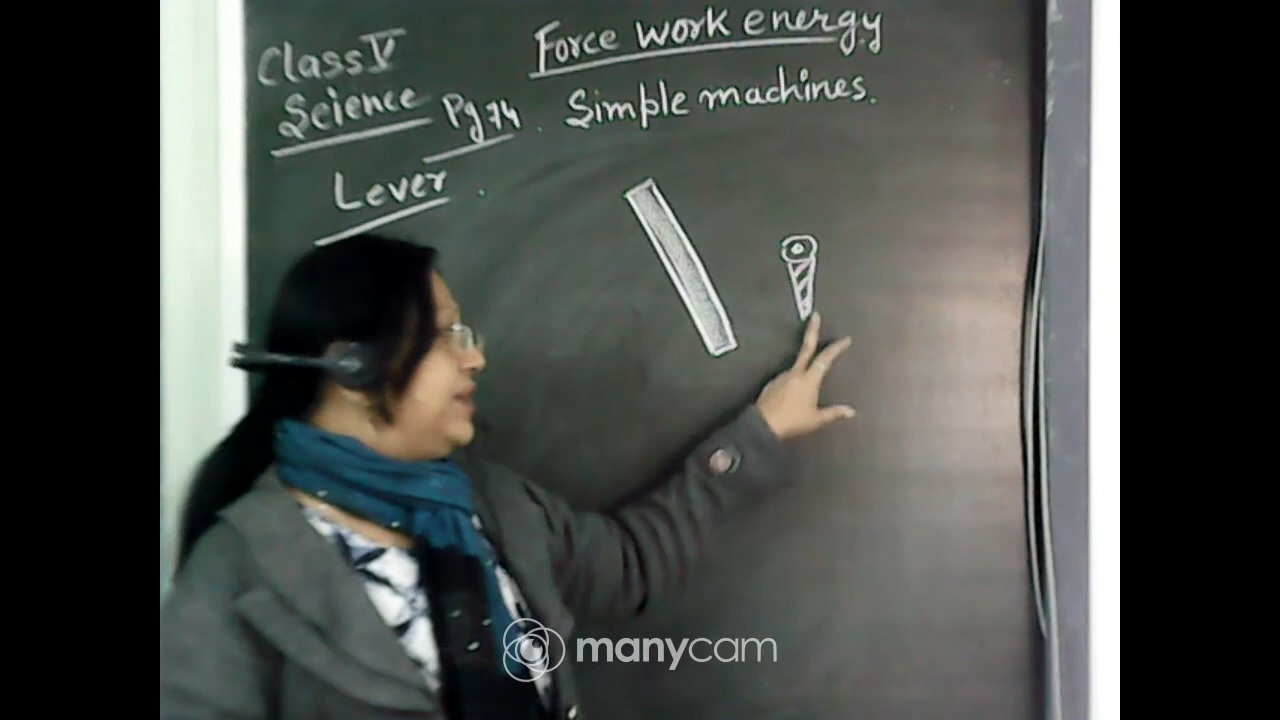 Force work energy
Class V
Science Pg 74. Simple machines.
Lever.
manycam